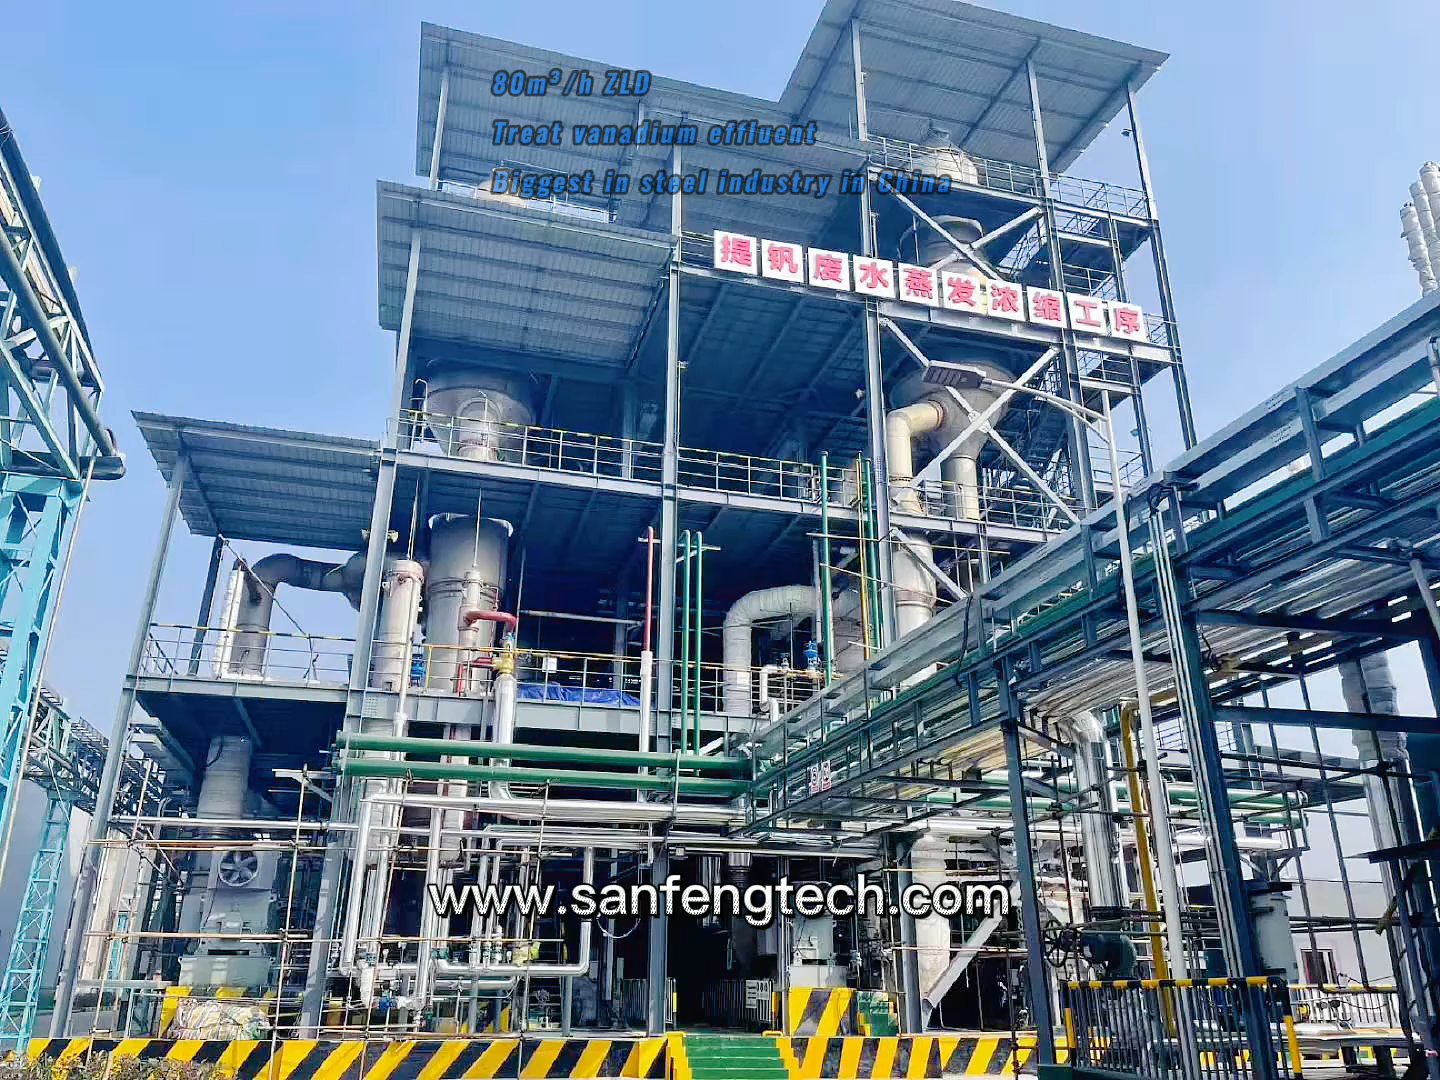 80m³/h ZLD
Treat vanadium effluent
Biggest in steel industry in China
提钒废水蒸发浓缩工序
www.sanfengtech.com